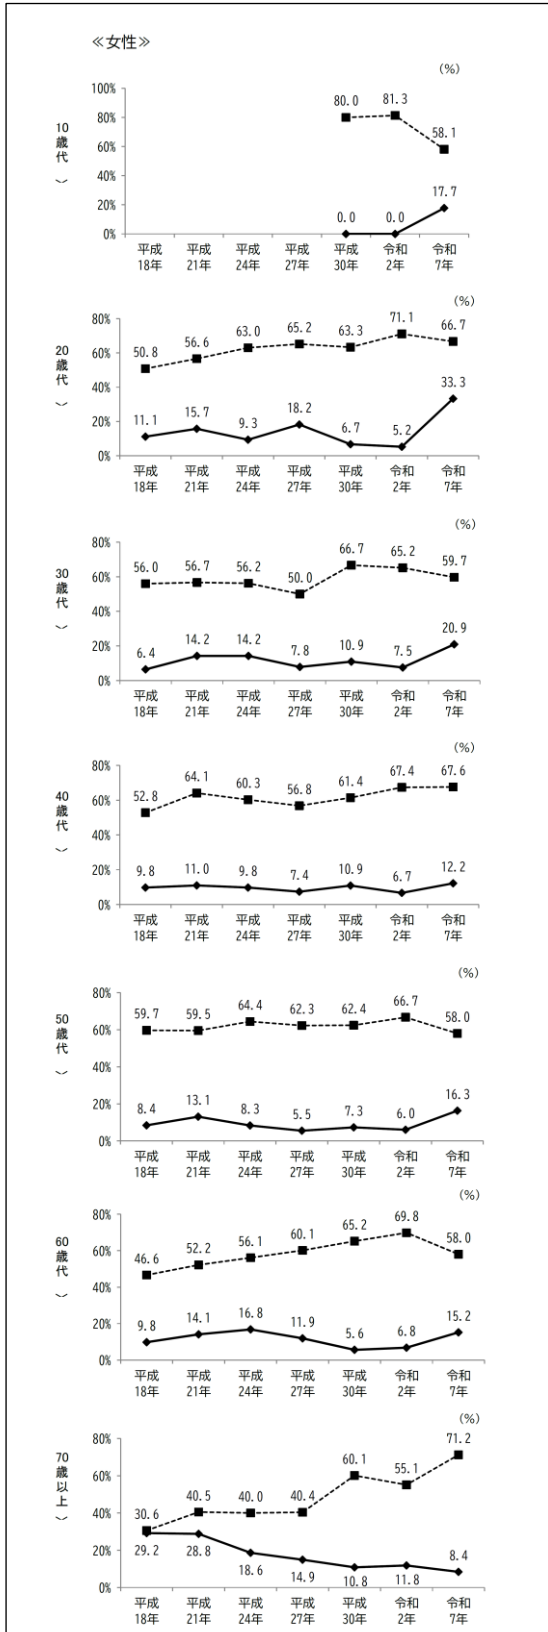 ≪女性≫
(%)
10歳代
)
100%
80%
60%
40%
20%
0%
80.0 81.3 58.1
0.0 0.0 17.7
平成 平成 平成 平成 平成 令和 令和
18年 21年 24年 27年 30年 2年 7年
(%)
20歳代
)
80%
60%
40%
20%
0%
50.8 56.6 63.0 65.2 63.3 71.1 66.7
11.1 15.7 9.3 18.2 6.7 5.2 33.3
平成 平成 平成 平成 平成 令和 令和
18年 21年 24年 27年 30年 2年 7年
(%)
30歳代
)
80%
60%
40%
20%
0%
56.0 56.7 56.2 50.0 66.7 65.2 59.7
6.4 14.2 14.2 7.8 10.9 7.5 20.9
平成 平成 平成 平成 平成 令和 令和
18年 21年 24年 27年 30年 2年 7年
(%)
40歳代
)
80%
60%
40%
20%
0%
52.8 64.1 60.3 56.8 61.4 67.4 67.6
9.8 11.0 9.8 7.4 10.9 6.7 12.2
平成 平成 平成 平成 平成 令和 令和
18年 21年 24年 27年 30年 2年 7年
(%)
50歳代
)
80%
60%
40%
20%
0%
59.7 59.5 64.4 62.3 62.4 66.7 58.0
8.4 13.1 8.3 5.5 7.3 6.0 16.3
平成 平成 平成 平成 平成 令和 令和
18年 21年 24年 27年 30年 2年 7年
(%)
60歳代
)
80%
60%
40%
20%
0%
46.6 52.2 56.1 60.1 65.2 69.8 58.0
9.8 14.1 16.8 11.9 5.6 6.8 15.2
平成 平成 平成 平成 平成 令和 令和
18年 21年 24年 27年 30年 2年 7年
(%)
70歳以上
)
80%
60%
40%
20%
0%
30.6 40.5 40.0 40.4 60.1 55.1 71.2
29.2 28.8 18.6 14.9 10.8 11.8 8.4
平成 平成 平成 平成 平成 令和 令和
18年 21年 24年 27年 30年 2年 7年